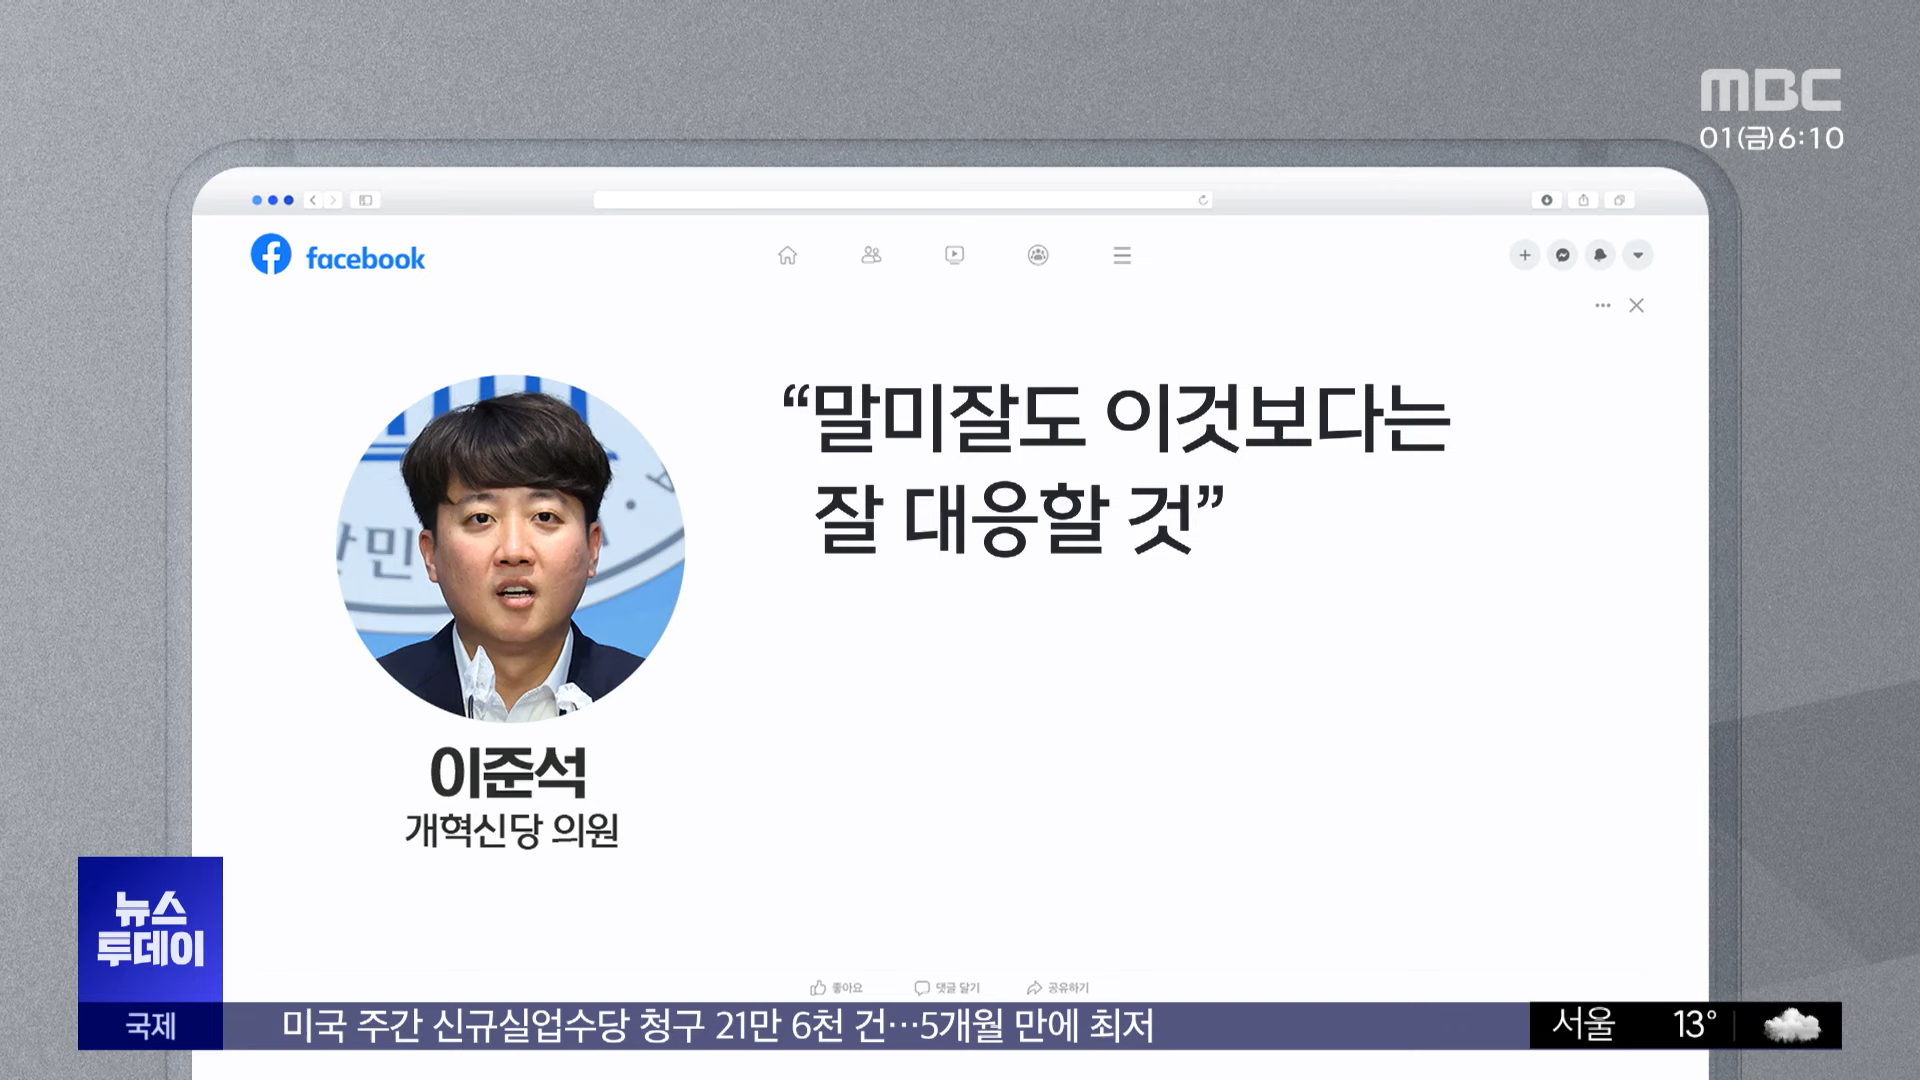 MBC
01(금)6:10
facebook
“말미잘도 이것보다는
잘 대응할 것”
한민
이준석
개혁신당 의원
뉴스
투데이
좋아요 댓글 달기 공유하기
국제 미국 주간 신규실업수당 청구 21만 6천 건…5개월 만에 최저
서울 13°